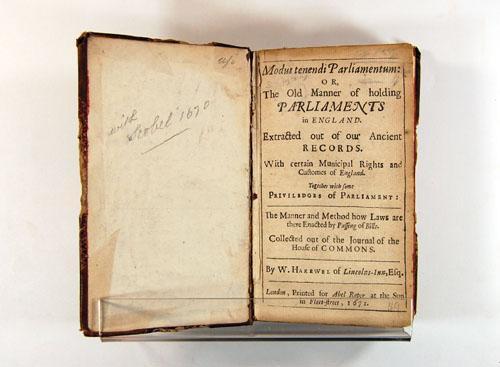 with
Scobel 1670
Modus tenendi Parliamentum:
OR,
The Old Manner of holding
PARLIAMENTS
in ENGLAND.
Extracted out of our Ancient
RECORDS.
With certain Municipal Rights and
Customes of England.
Together with some
PRIVILEDGES of PARLIAMENT:
The Manner and Method how Laws are
there Enacted by Passing of Bills.
Collected out of the Journal of the
House of COMMONS.
By W. HAKEWEL of Lincolns-Inn, Esq.
London, Printed for Abel Roper at the Sun
in Fleet-street, 1671.